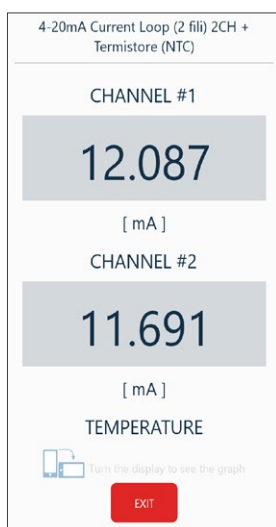 4-20mA Current Loop (2 fili) 2CH +
Termistore (NTC)
CHANNEL #1
12.087
[ mA ]
CHANNEL #2
11.691
[ mA ]
TEMPERATURE
Turn the display to see the graph
EXIT